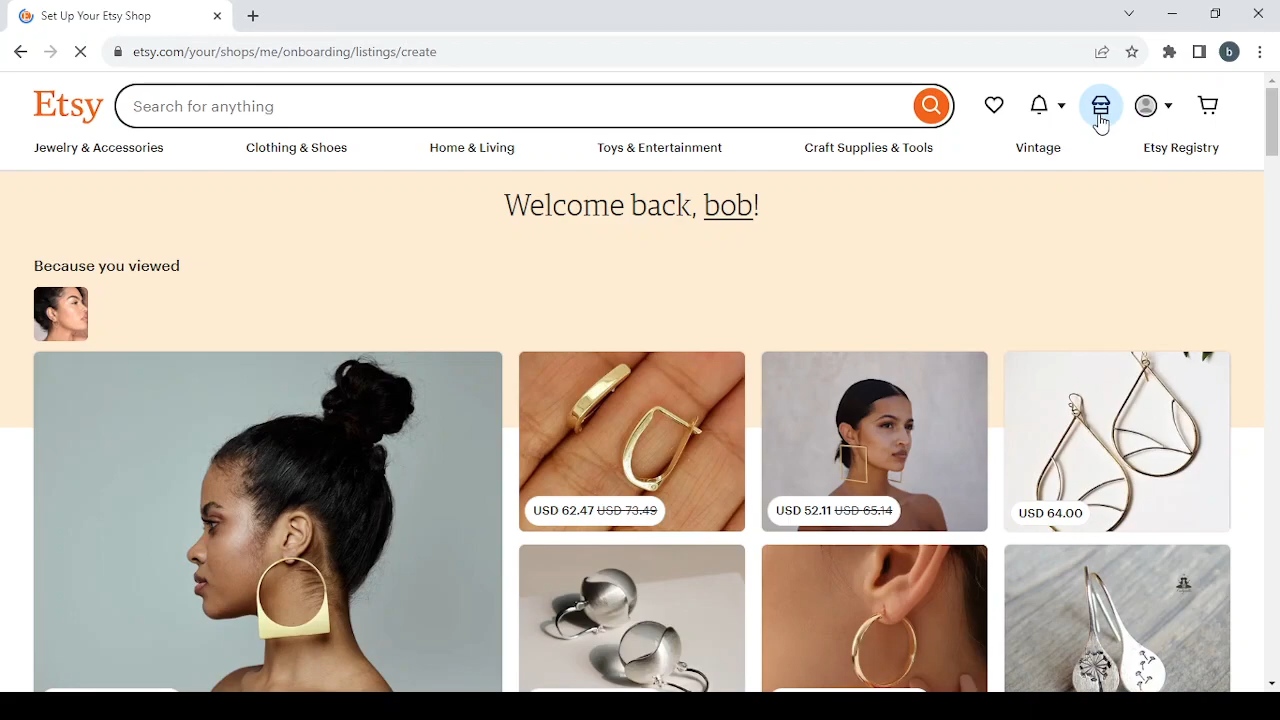 Set Up Your Etsy Shop
etsy.com/your/shops/me/onboarding/listings/create
b
Etsy
Search for anything
Jewelry & Accessories
Clothing & Shoes
Home & Living
Toys & Entertainment
Craft Supplies & Tools
Vintage
Etsy Registry
Welcome back, bob!
Because you viewed
USD 62.47 USD 73.49
USD 52.11 USD 65.14
USD 64.00